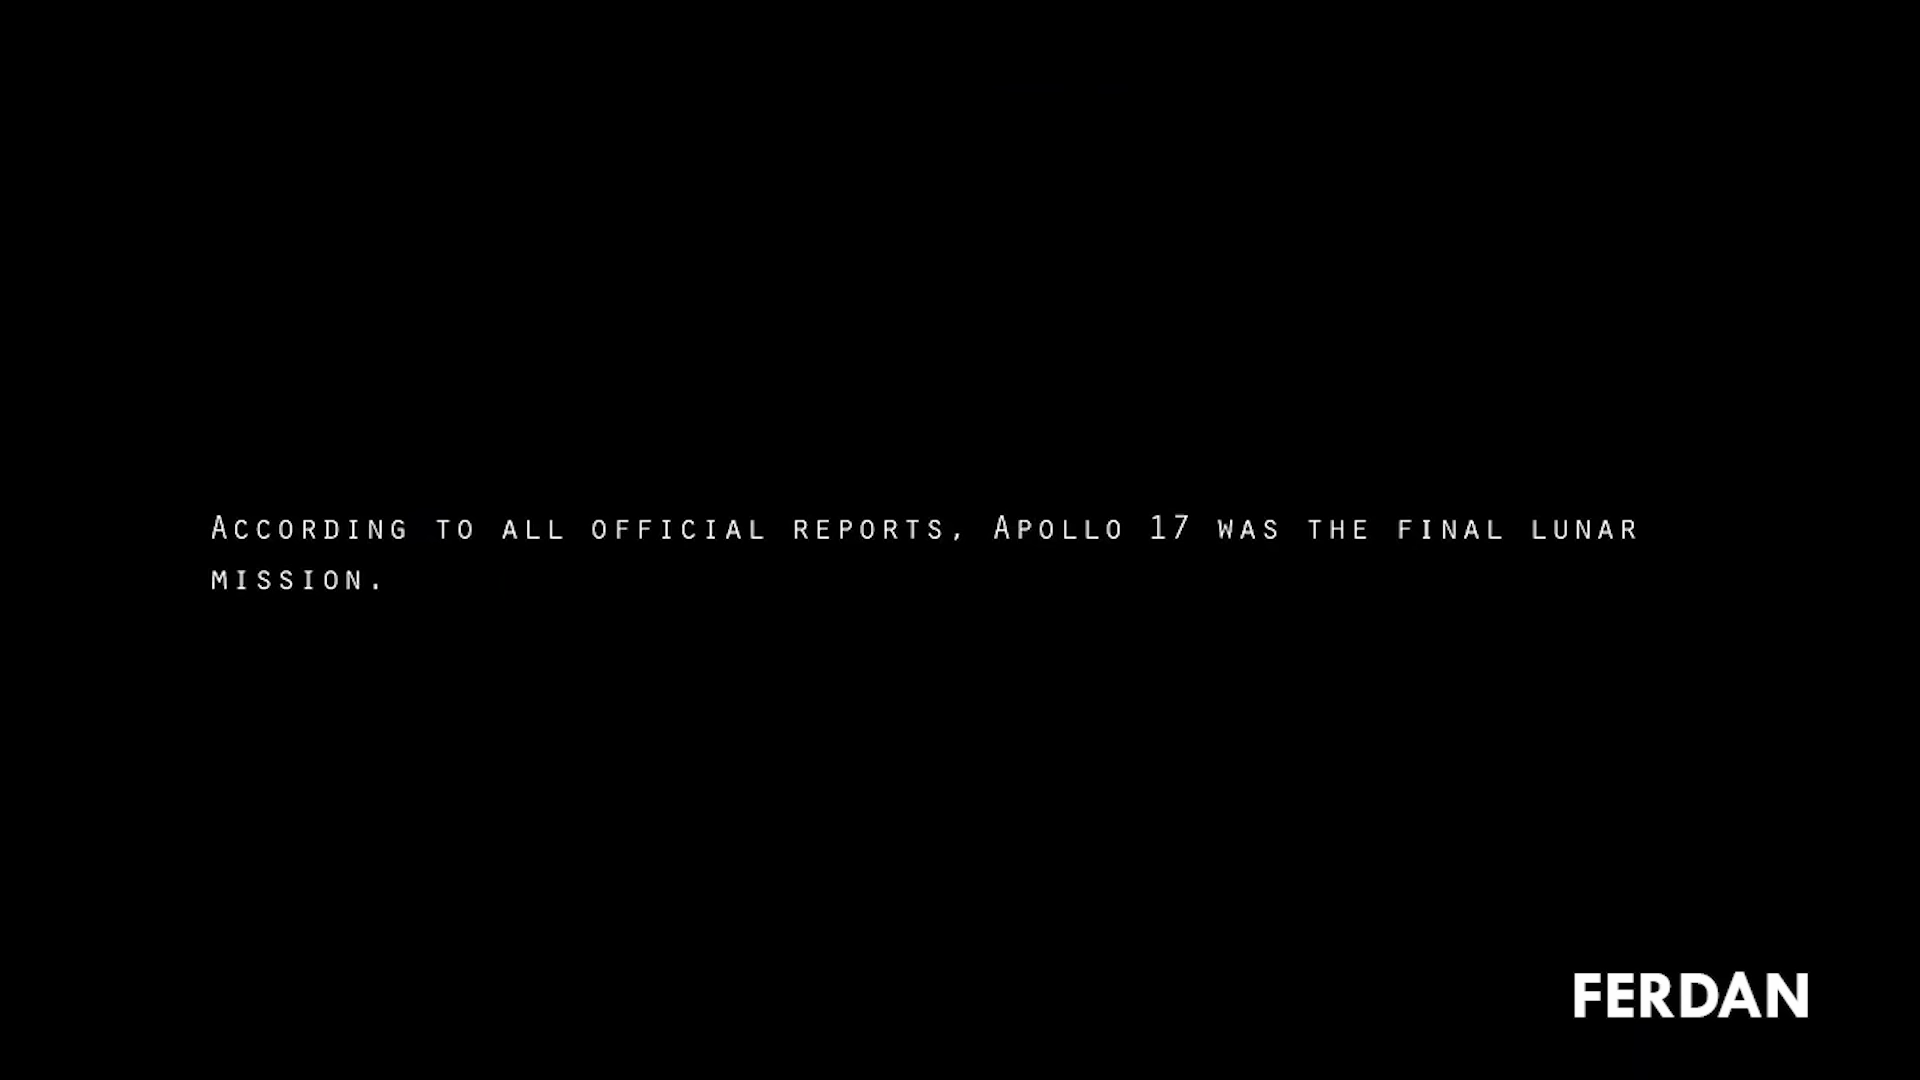 According to all official reports, Apollo 17 was the final lunar
mission.
FERDAN